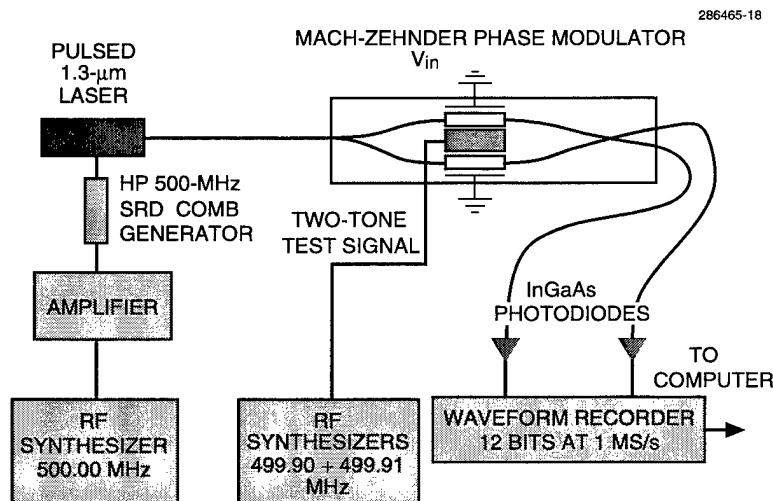 286465-18
MACH-ZEHNDER PHASE MODULATOR
Vin
PULSED
1.3-μm
LASER
HP 500-MHz
SRD COMB
GENERATOR
TWO-TONE
TEST SIGNAL
AMPLIFIER
InGaAs
PHOTODIODES
TO
COMPUTER
RF
SYNTHESIZER
500.00 MHz
RF
SYNTHESIZERS
499.90 + 499.91
MHz
WAVEFORM RECORDER
12 BITS AT 1 MS/s